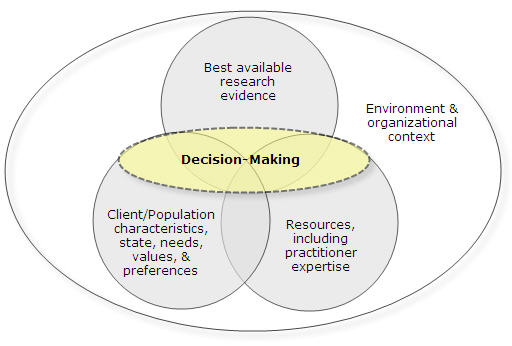 Best available
research
evidence
Environment &
organizational
context
Decision-Making
Client/Population
characteristics,
state, needs,
values, &
preferences
Resources,
including
practitioner
expertise